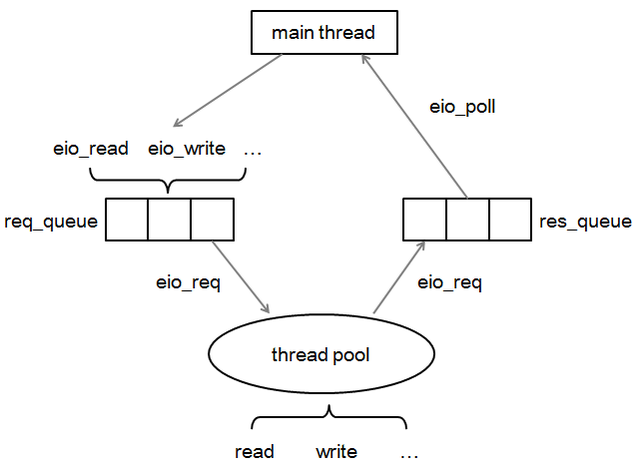 main thread
eio_poll
eio_read eio_write ...
req_queue
res_queue
eio_req
eio_req
thread pool
read write ...